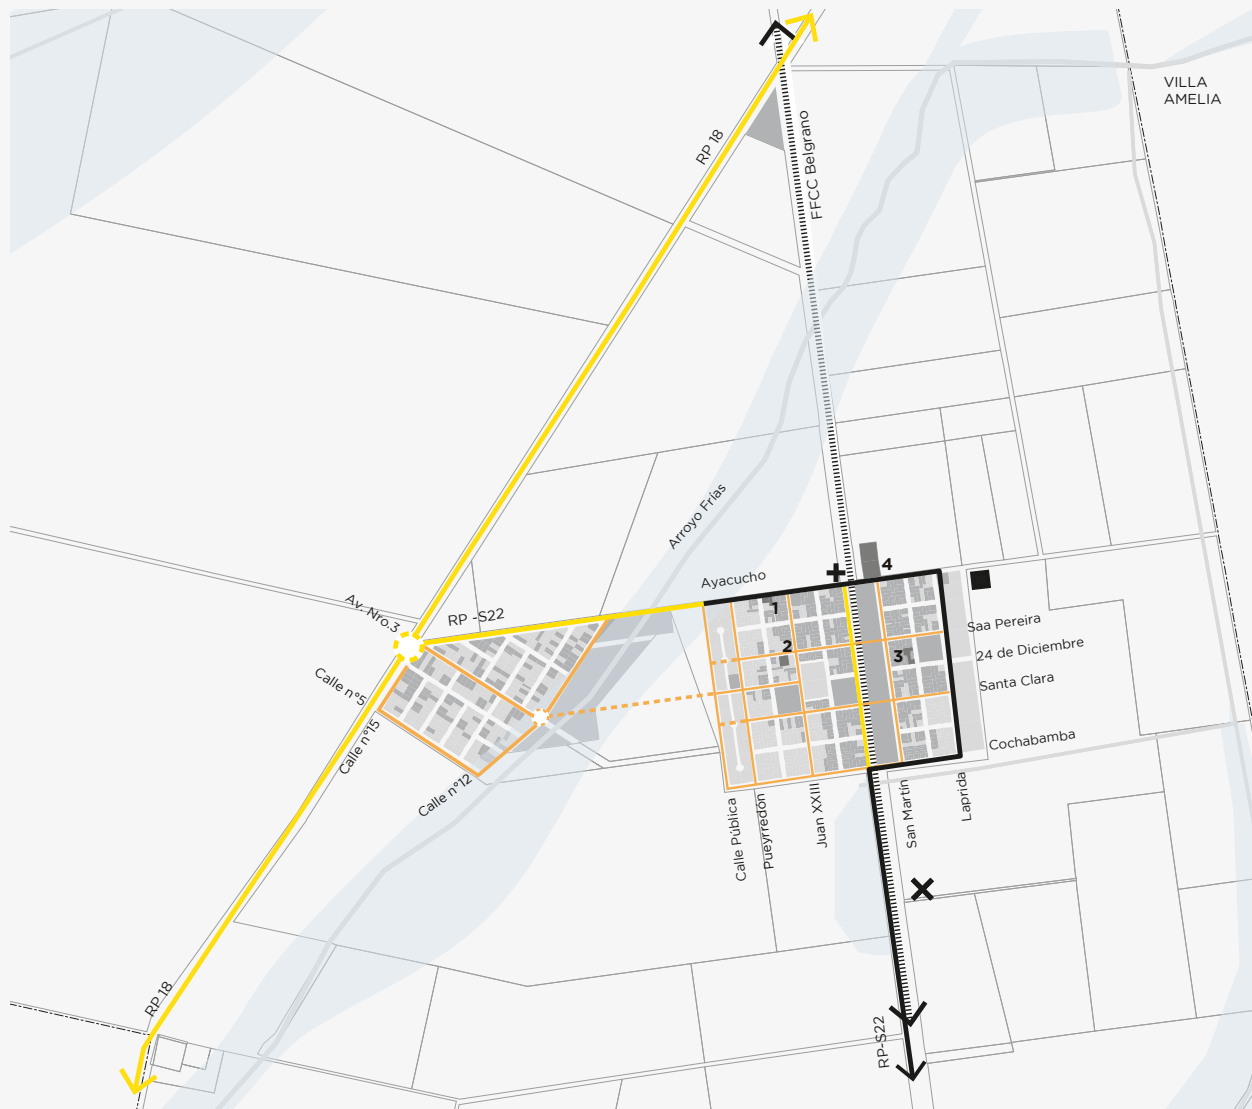 VILLA
AMELIA
RP 18
FFCC Belgrano
Arroyo Frías
4
Ayacucho
Av. Nro.3
RP -S22
1
Saa Pereira
2
3
24 de Diciembre
Calle n°5
Santa Clara
Calle n°15
Cochabamba
Calle n°12
Calle Pública
Pueyrredón
Juan XXIII
San Martín
Laprida
RP 18
RP-S22